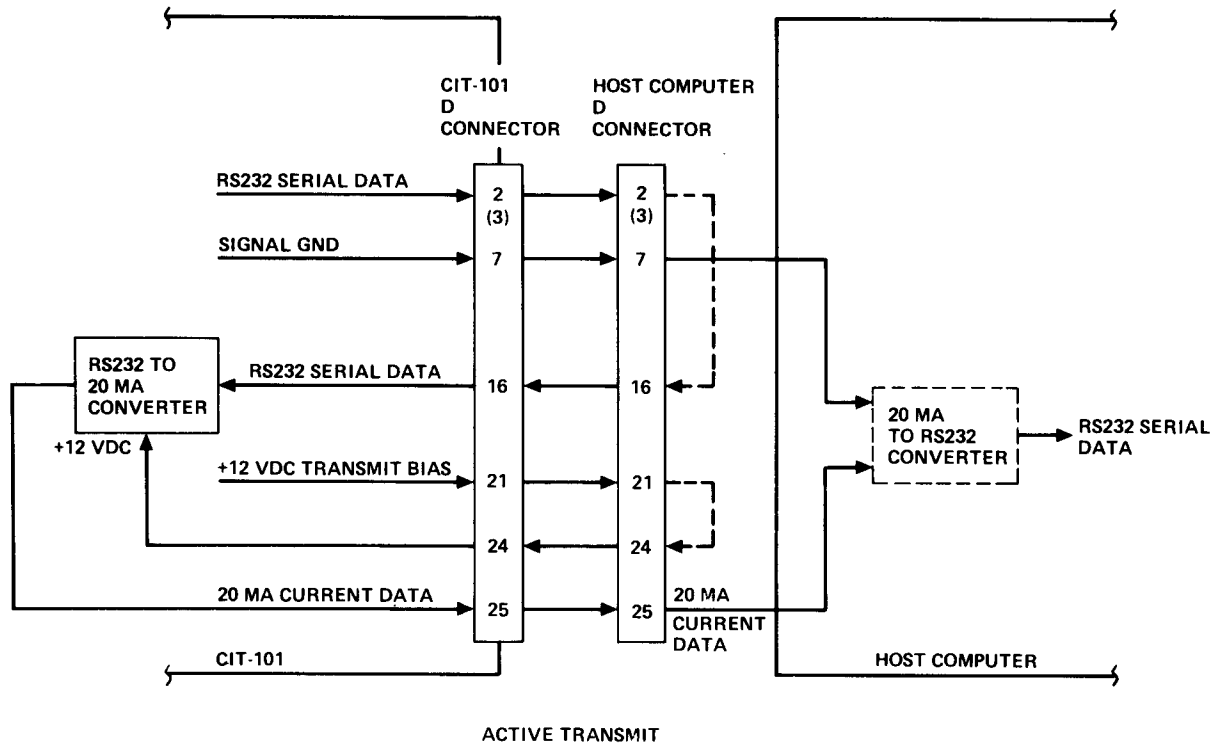 CIT-101
D
CONNECTOR
HOST COMPUTER
D
CONNECTOR
RS232 SERIAL DATA
2
(3)
2
(3)
SIGNAL GND
7
7
RS232 TO
20 MA
CONVERTER
RS232 SERIAL DATA
16
16
20 MA
TO RS232
CONVERTER
RS232 SERIAL
DATA
+12 VDC
+12 VDC TRANSMIT BIAS
21
21
24
24
20 MA CURRENT DATA
25
25
20 MA
CURRENT
DATA
CIT-101
HOST COMPUTER
ACTIVE TRANSMIT